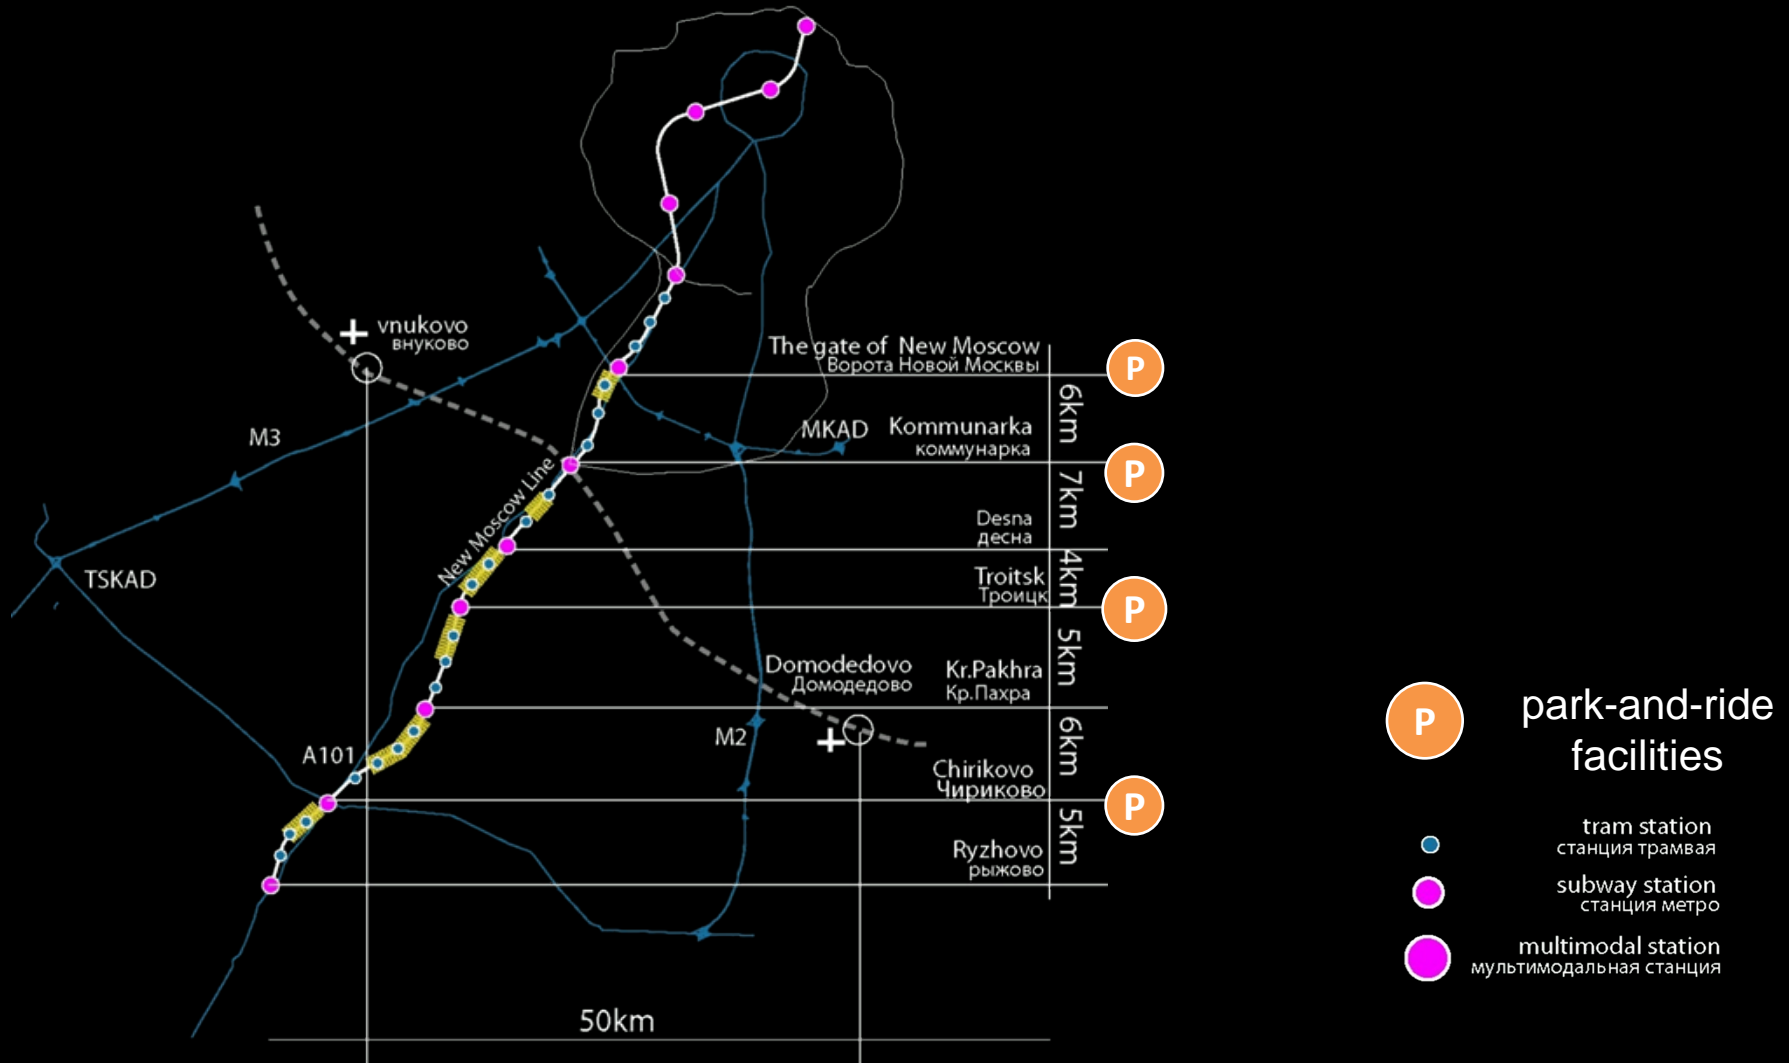 The gate of New Moscow
Ворота Новой Москвы
P
vnukovo
внуково
6km
M3
MKAD
Kommunarka
коммунарка
P
New Moscow Line
7km
Desna
десна
4km
TSKAD
Troitsk
Троицк
P
5km
Domodedovo
Домодедово
Kr.Pakhra
Кр.Пахра
M2
6km
A101
Chirikovo
Чириково
P
5km
Ryzhovo
рыжово
50km
P
park-and-ride
facilities
tram station
станция трамвая
subway station
станция метро
multimodal station
мультимодальная станция